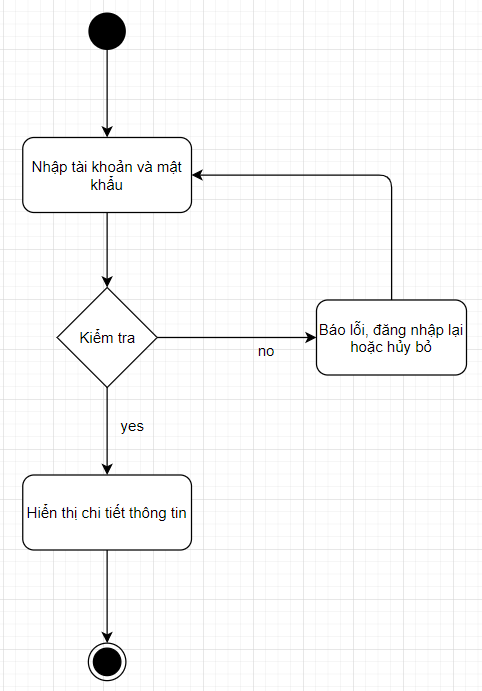 Nhập tài khoản và mật
khẩu
Kiểm tra
no
Báo lỗi, đăng nhập lại
hoặc hủy bỏ
yes
Hiển thị chi tiết thông tin